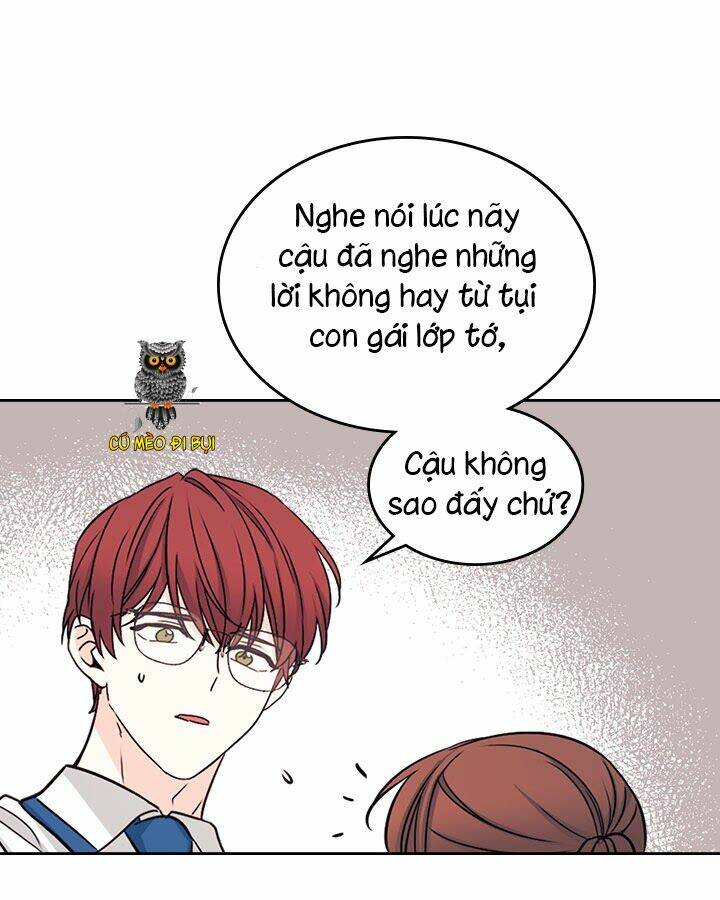 Nghe nói lúc nãy
cậu đã nghe những
lời không hay từ tụi
con gái lớp tớ,
CÚ MÈO ĐI BỤI
Cậu không
sao đấy chứ?